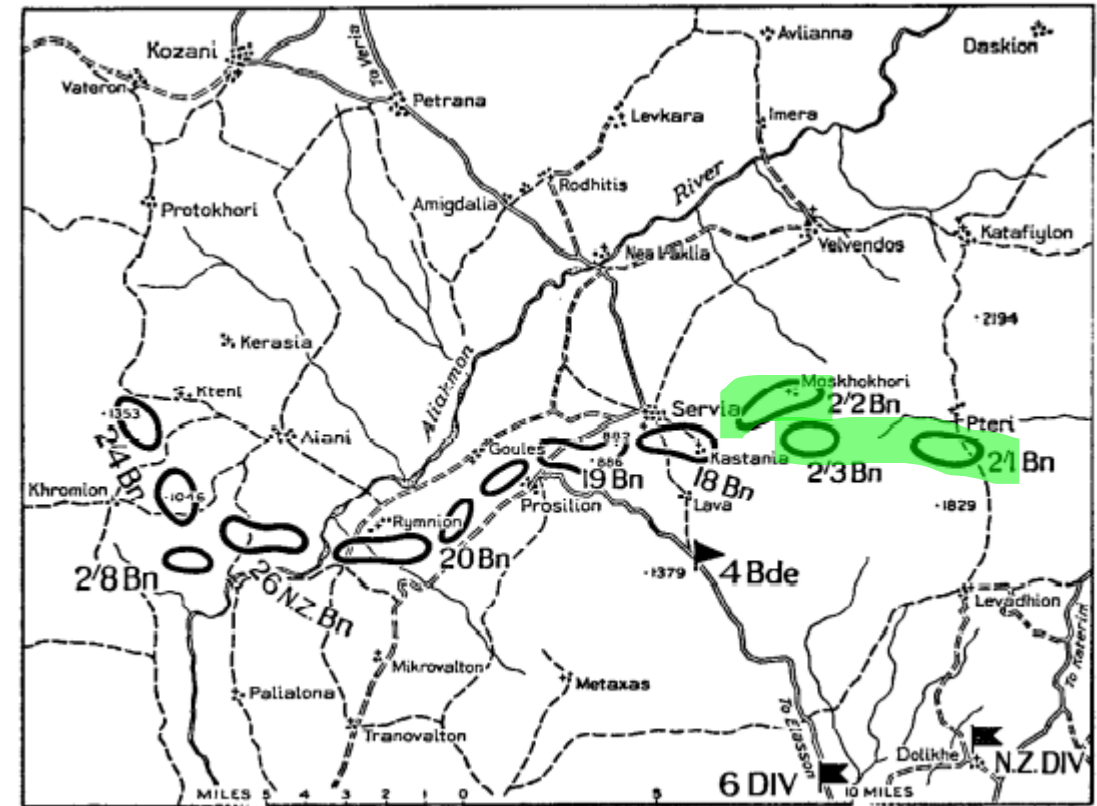 Avlianna
Daskion
Kozani
To Veria
Vateron
Petrana
Levkara
Imera
Rodhitis
River
Amigdalia
Protokhori
Katafiylon
Velvendos
Nea
·2194
Kerasia
Aliakmon
Moskhokhori
Kteni
2/2 Bn
·1353
Servia
Pteri
Aiani
882
2/4 Bn
Goules
·886
Kastania
2/3 Bn
2/1 Bn
19 Bn
18 Bn
Khromion
·1046
Prosilion
Lava
·1829
Rymnion
20 Bn
2/8 Bn
26 N.Z. Bn
·1379
4 Bde
Levadhion
To Katerini
Mikrovalton
Metaxas
Palialona
To Elasson
Tranovalton
Dolikhe
N.Z. DIV
6 DIV
MILES 5 4 3 2 1 0 5 10 MILES